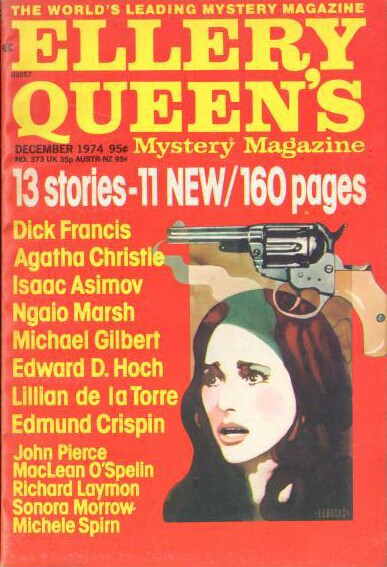 THE WORLD'S LEADING MYSTERY MAGAZINE
ELLERY
02057
QUEEN'S
DECEMBER 1974 95¢
Mystery Magazine
NO. 373 UK 35p AUSTR-NZ 95¢
13 stories-11 NEW/160 pages
Dick Francis
Agatha Christie
Isaac Asimov
Ngaio Marsh
Michael Gilbert
Edward D. Hoch
Lillian de la Torre
Edmund Crispin
John Pierce
MacLean O'Spelin
Richard Laymon
Sonora Morrow
Michele Spirn